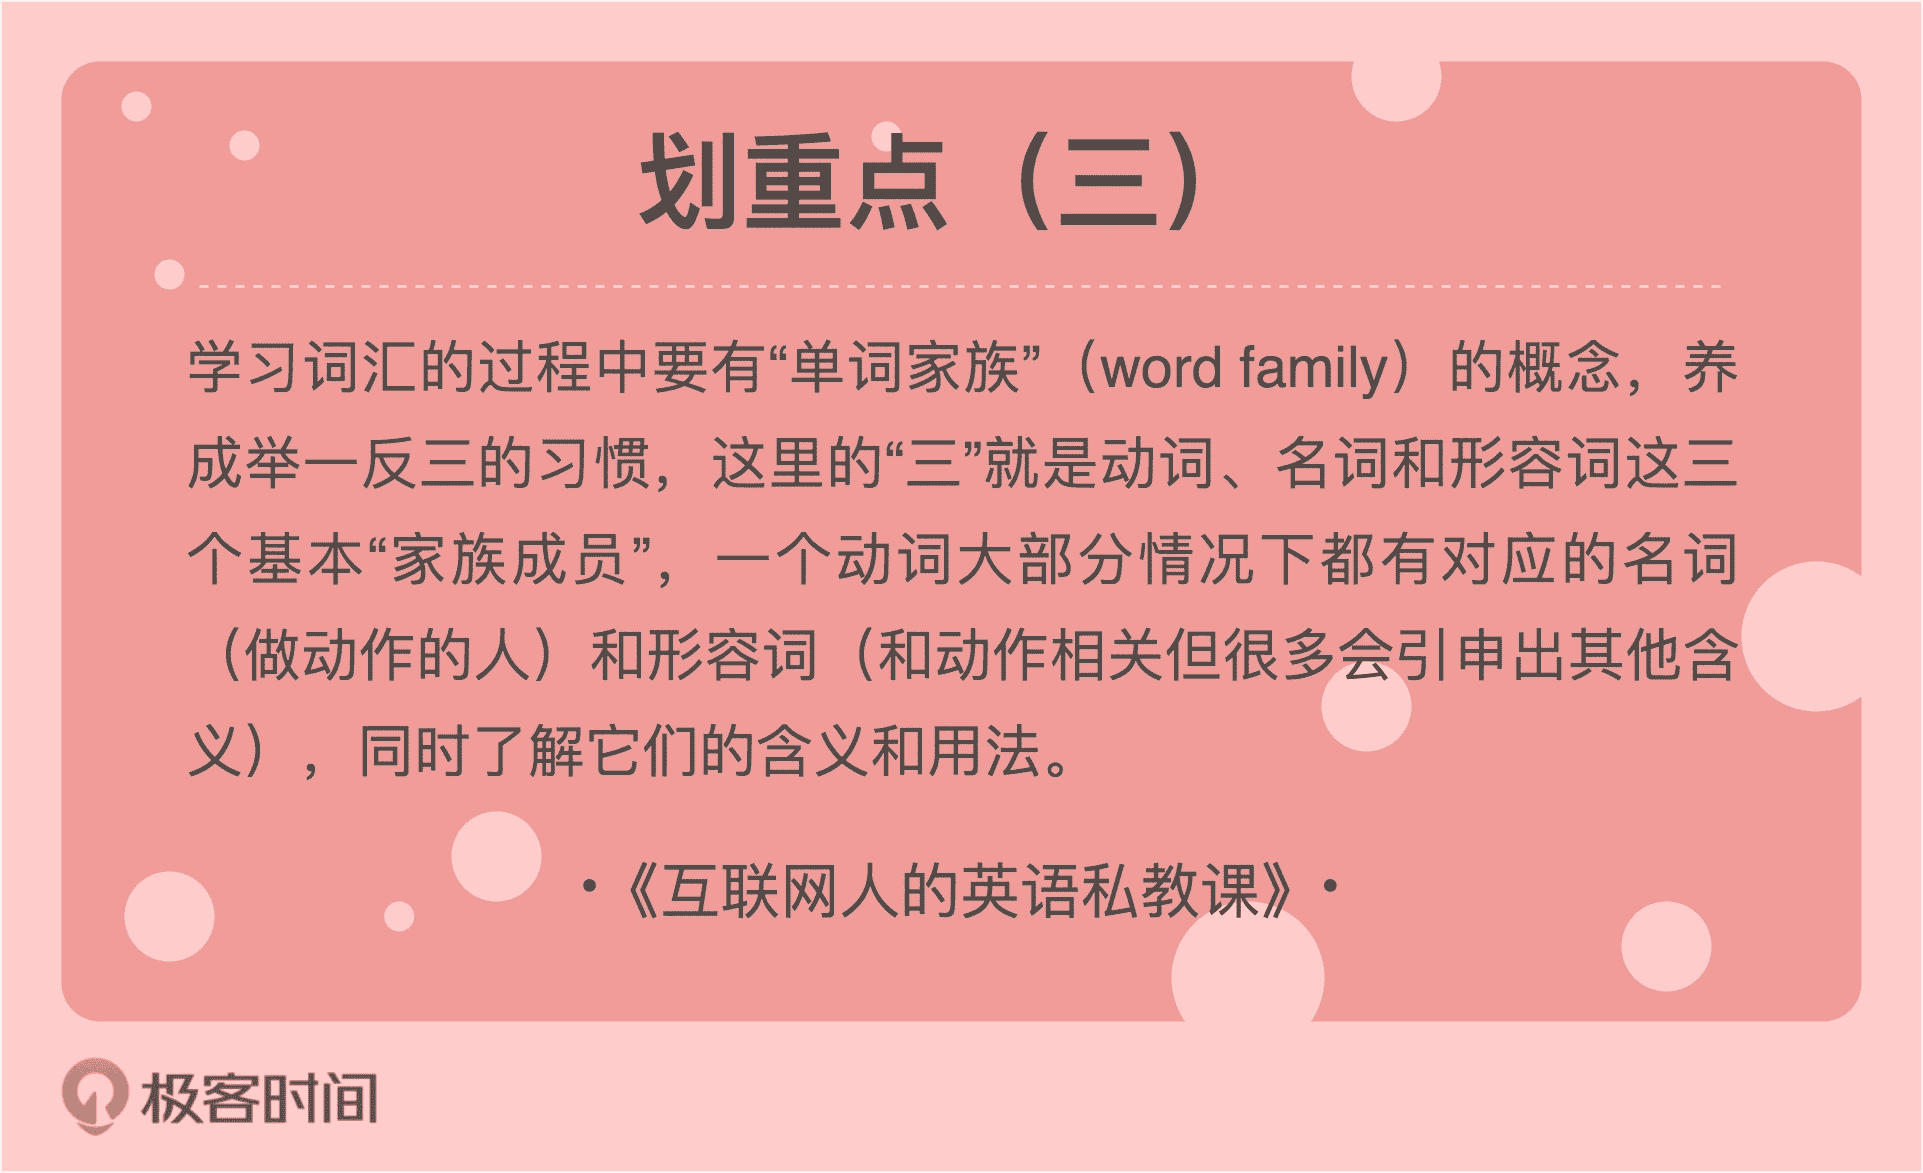 划重点（三）
学习词汇的过程中要有“单词家族”（word family）的概念，养
成举一反三的习惯，这里的“三”就是动词、名词和形容词这三
个基本“家族成员”，一个动词大部分情况下都有对应的名词
（做动作的人）和形容词（和动作相关但很多会引申出其他含
义），同时了解它们的含义和用法。
·《互联网人的英语私教课》·
极客时间